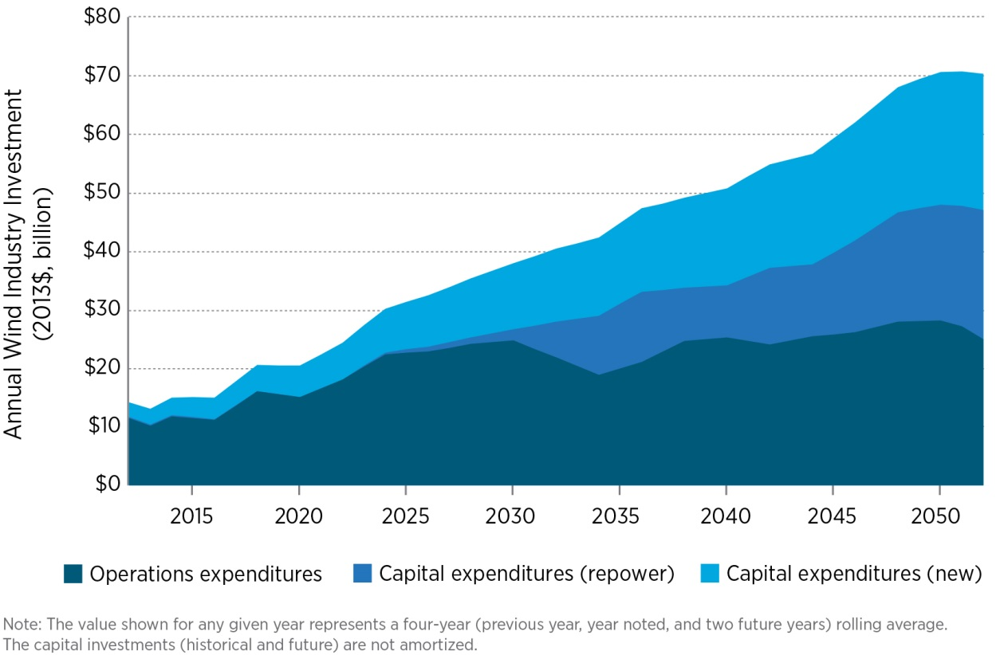 Annual Wind Industry Investment
(2013$, billion)
$80
$70
$60
$50
$40
$30
$20
$10
$0
2015 2020 2025 2030 2035 2040 2045 2050
Operations expenditures Capital expenditures (repower) Capital expenditures (new)
Note: The value shown for any given year represents a four-year (previous year, year noted, and two future years) rolling average.
The capital investments (historical and future) are not amortized.